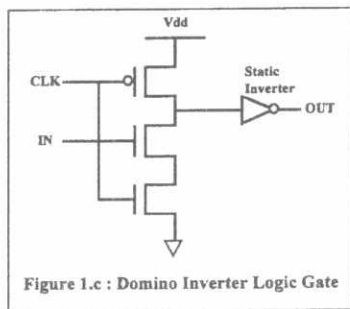 Vdd
Static
Inverter
CLK
OUT
IN
Figure 1.c : Domino Inverter Logic Gate